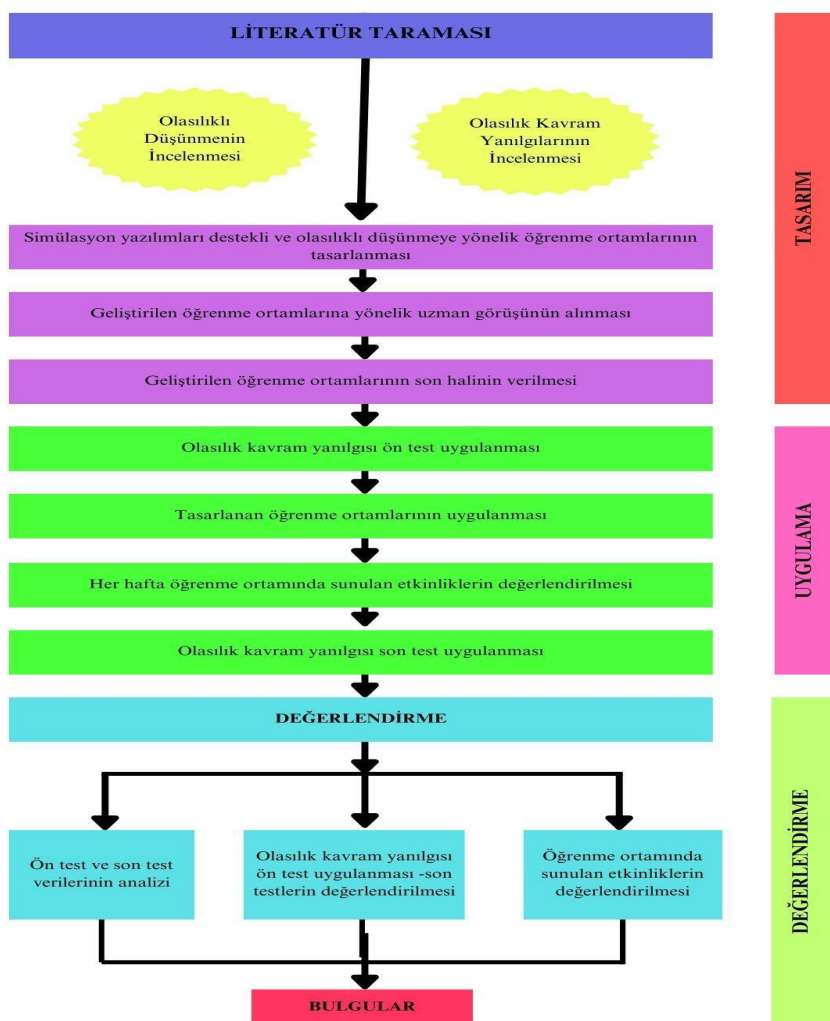 LİTERATÜR TARAMASI
Olasılıklı
Düşünmenin
İncelenmesi
Olasılık Kavram
Yanılgılarının
İncelenmesi
Simülasyon yazılımları destekli ve olasılıklı düşünmeye yönelik öğrenme ortamlarının
tasarlanması
Geliştirilen öğrenme ortamlarına yönelik uzman görüşünün alınması
Geliştirilen öğrenme ortamlarının son halinin verilmesi
TASARIM
Olasılık kavram yanılgısı ön test uygulanması
Tasarlanan öğrenme ortamlarının uygulanması
Her hafta öğrenme ortamında sunulan etkinliklerin değerlendirilmesi
Olasılık kavram yanılgısı son test uygulanması
UYGULAMA
DEĞERLENDİRME
Ön test ve son test
verilerinin analizi
Olasılık kavram yanılgısı
ön test uygulanması -son
testlerin değerlendirilmesi
Öğrenme ortamında
sunulan etkinliklerin
değerlendirilmesi
DEĞERLENDİRME
BULGULAR